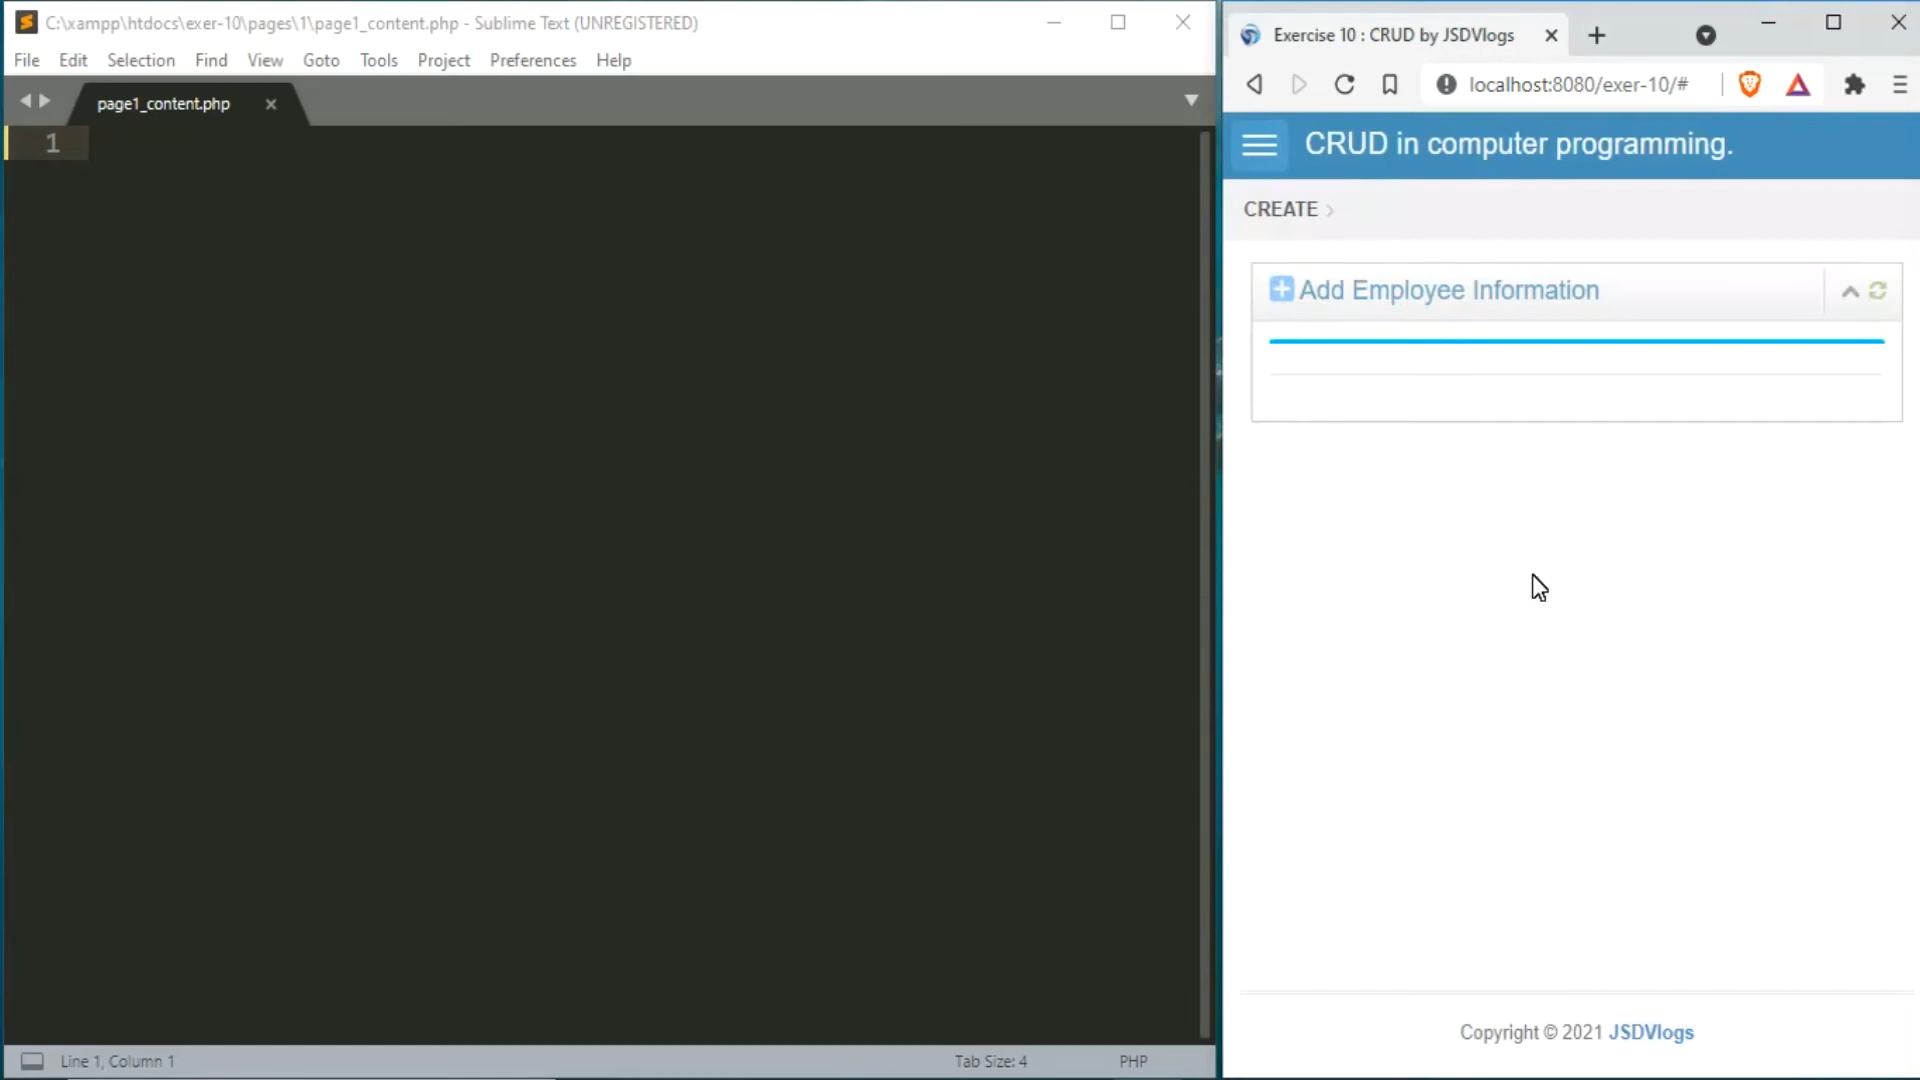 C:\xampp\htdocs\exer-10\pages\1\page1_content.php - Sublime Text (UNREGISTERED)
File Edit Selection Find View Goto Tools Project Preferences Help
page1_content.php
1
Line 1, Column 1
Tab Size: 4
PHP
Exercise 10 : CRUD by JSDVlogs
localhost:8080/exer-10/#
CRUD in computer programming.
CREATE
Add Employee Information
Copyright © 2021 JSDVlogs